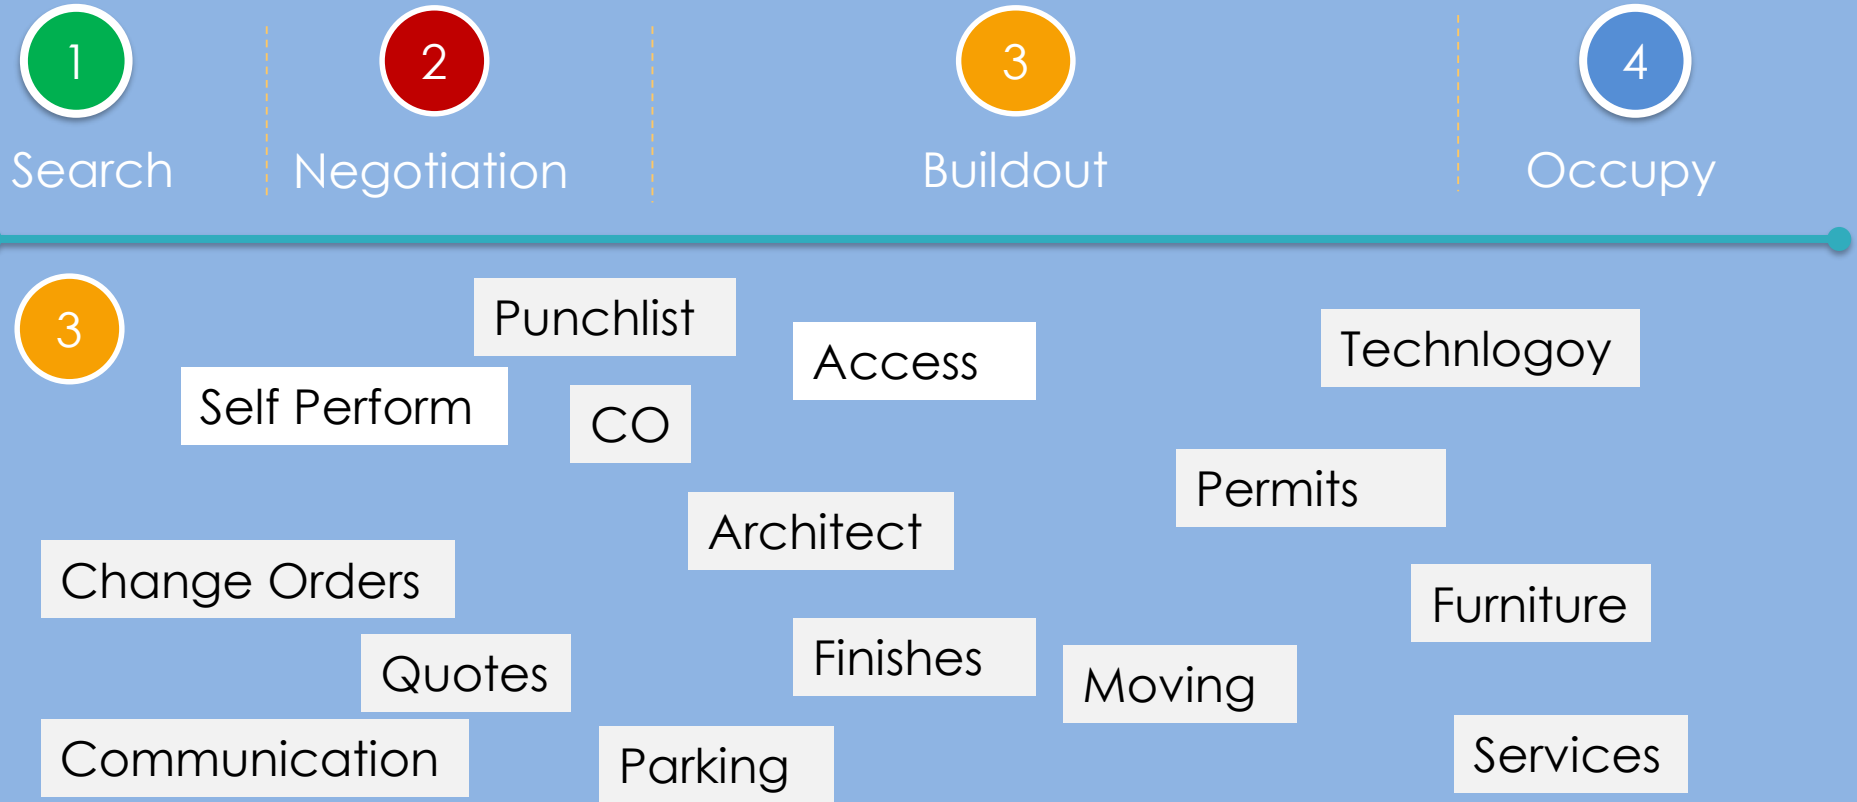 1
2
3
4
Search
Negotiation
Buildout
Occupy
3
Punchlist
Access
Technlogoy
Self Perform
CO
Permits
Architect
Change Orders
Furniture
Quotes
Finishes
Moving
Communication
Parking
Services